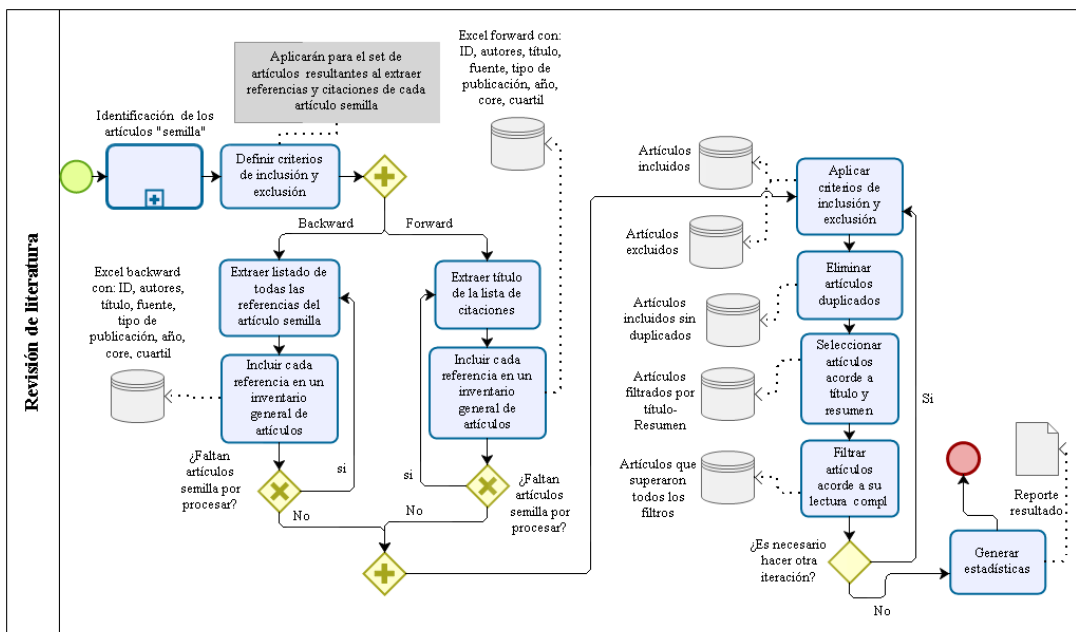 Revisión de literatura
Identificación de los
artículos "semilla"
Aplicarán para el set de
artículos resultantes al extraer
referencias y citaciones de cada
artículo semilla
Definir criterios
de inclusión y
exclusión
Excel forward con:
ID, autores, título,
fuente, tipo de
publicación, año,
core, cuartil
Backward
Forward
Extraer listado de
todas las
referencias del
artículo semilla
Extraer título
de la lista de
citaciones
Excel backward
con: ID, autores,
título, fuente,
tipo de
publicación, año,
core, cuartil
Incluir cada
referencia en un
inventario
general de
artículos
Incluir cada
referencia en un
inventario
general de
artículos
¿Faltan
artículos
semilla por
procesar?
si
No
si
No
¿Faltan
artículos
semilla por
procesar?
Artículos
incluidos
Artículos
excluidos
Aplicar
criterios de
inclusión y
exclusión
Artículos
incluidos sin
duplicados
Eliminar
artículos
duplicados
Artículos
filtrados por
título-
Resumen
Seleccionar
artículos
acorde a
título y
resumen
Si
Artículos que
superaron
todos los
filtros
Filtrar
artículos
acorde a su
lectura compl
¿Es necesario
hacer otra
iteración?
No
Generar
estadísticas
Reporte
resultado